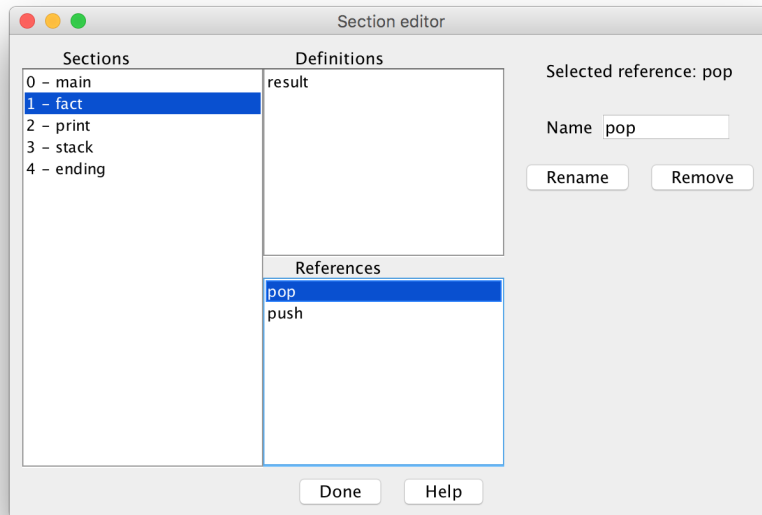 Section editor
Sections
0 – main
1 – fact
2 – print
3 – stack
4 – ending
Definitions
result
References
pop
push
Selected reference: pop
Name pop
Rename Remove
Done Help